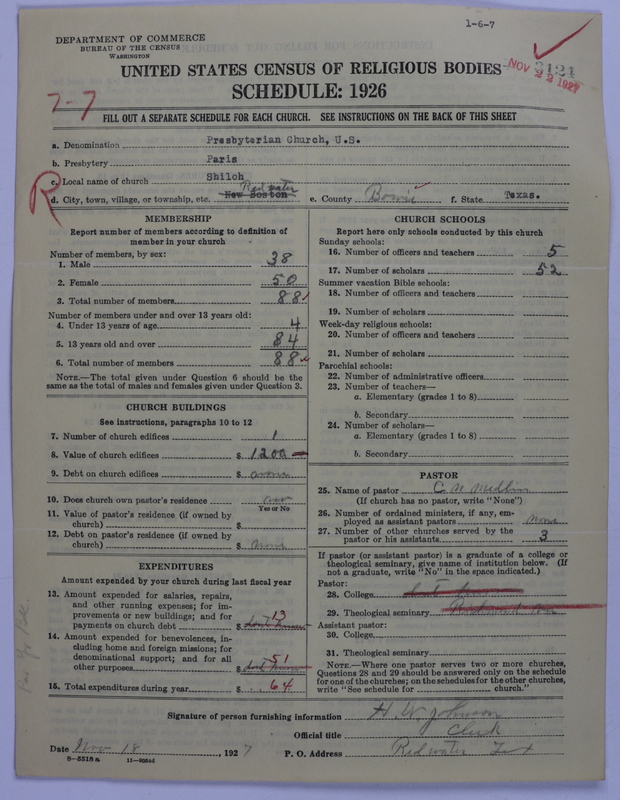 1-6-7
DEPARTMENT OF COMMERCE
BUREAU OF THE CENSUS
WASHINGTON
UNITED STATES CENSUS OF RELIGIOUS BODIES
SCHEDULE: 1926
NOV 22 1927
7-7
FILL OUT A SEPARATE SCHEDULE FOR EACH CHURCH. SEE INSTRUCTIONS ON THE BACK OF THIS SHEET
a. Denomination Presbyterian Church, U.S.
b. Presbytery Paris
c. Local name of church Shiloh
R
d. City, town, village, or township, etc. New Boston Redwater e. County Bowie f. State Texas.
MEMBERSHIP
Report number of members according to definition of
member in your church
Number of members, by sex:
1. Male 38
2. Female 50
3. Total number of members 88
Number of members under and over 13 years old:
4. Under 13 years of age 4
5. 13 years old and over 84
6. Total number of members 88
NOTE.—The total given under Question 6 should be the
same as the total of males and females given under Question 3.
CHURCH BUILDINGS
See instructions, paragraphs 10 to 12
7. Number of church edifices 1
8. Value of church edifices $ 1200
9. Debt on church edifices $ none
10. Does church own pastor's residence
Yes or No
11. Value of pastor's residence (if owned by
church) $
12. Debt on pastor's residence (if owned by
church) $ None
EXPENDITURES
Amount expended by your church during last fiscal year
13. Amount expended for salaries, repairs,
and other running expenses; for im-
provements or new buildings; and for
payments on church debt $ 13
14. Amount expended for benevolences, in-
cluding home and foreign missions; for
denominational support; and for all
other purposes $ 51
15. Total expenditures during year $ 64
CHURCH SCHOOLS
Report here only schools conducted by this church
Sunday schools:
16. Number of officers and teachers 5
17. Number of scholars 52
Summer vacation Bible schools:
18. Number of officers and teachers
19. Number of scholars
Week-day religious schools:
20. Number of officers and teachers
21. Number of scholars
Parochial schools:
22. Number of administrative officers
23. Number of teachers—
a. Elementary (grades 1 to 8)
b. Secondary
24. Number of scholars—
a. Elementary (grades 1 to 8)
b. Secondary
PASTOR
25. Name of pastor C N Medlin
(If church has no pastor, write "None")
26. Number of ordained ministers, if any, em-
ployed as assistant pastors None
27. Number of other churches served by the
pastor or his assistants 3
If pastor (or assistant pastor) is a graduate of a college or
theological seminary, give name of institution below. (If
not a graduate, write "No" in the space indicated.)
Pastor:
28. College
29. Theological seminary
Assistant pastor:
30. College
31. Theological seminary
NOTE.—Where one pastor serves two or more churches,
Questions 28 and 29 should be answered only on the schedule
for one of the churches; on the schedules for the other churches,
write "See schedule for church."
Signature of person furnishing information H. W. Johnson
Official title Clerk
Date Nov 18, 1927 P. O. Address Redwater Tex
8-5518a 11-9054d